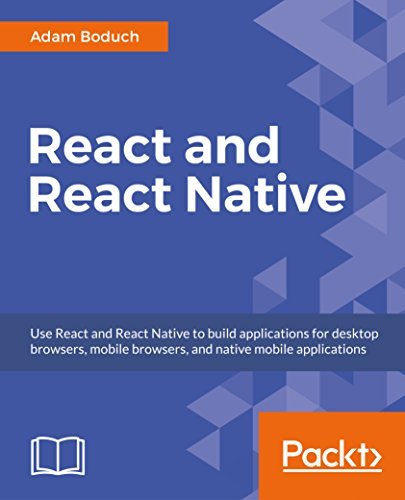 Adam Boduch
React and
React Native
Use React and React Native to build applications for desktop
browsers, mobile browsers, and native mobile applications
Packt>